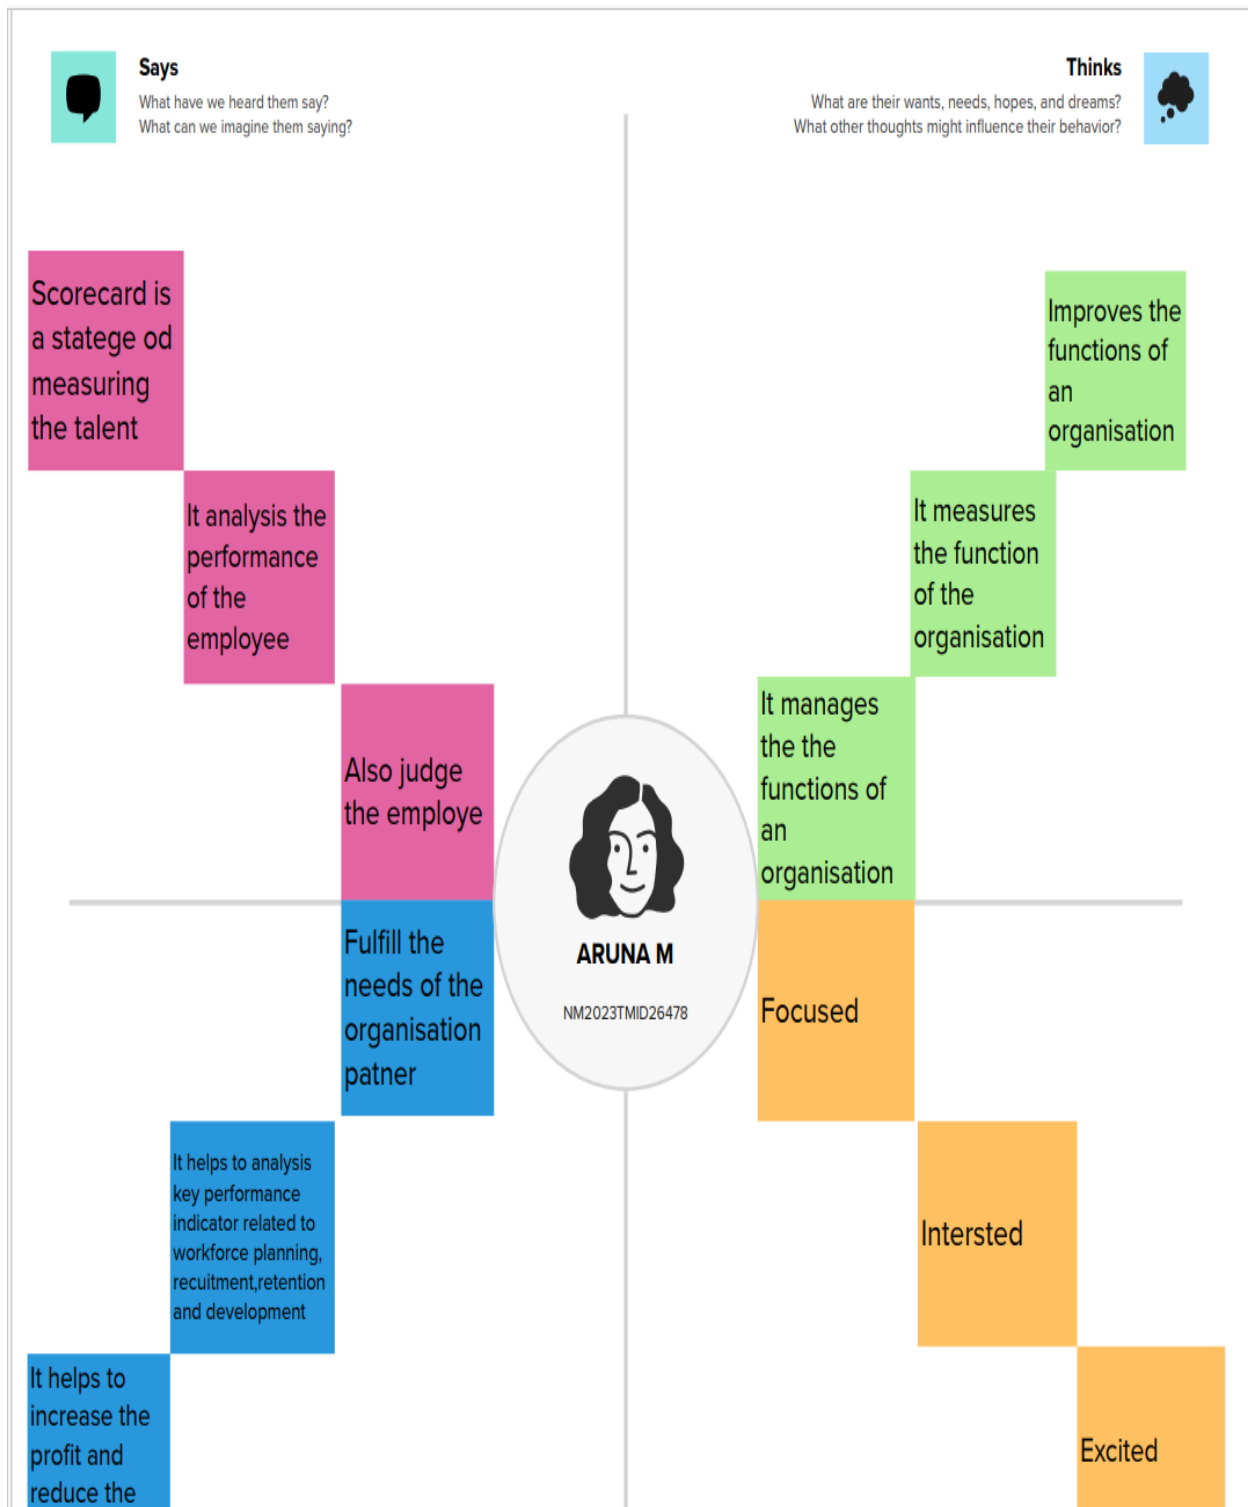 Says
What have we heard them say?
What can we imagine them saying?
Thinks
What are their wants, needs, hopes, and dreams?
What other thoughts might influence their behavior?
Scorecard is
a statege od
measuring
the talent
It analysis the
performance
of the
employee
Also judge
the employe
Improves the
functions of
an
organisation
It measures
the function
of the
organisation
It manages
the the
functions of
an
organisation
ARUNA M
NM2023TMID26478
Fulfill the
needs of the
organisation
patner
It helps to analysis
key performance
indicator related to
workforce planning,
recuitment,retention
and development
It helps to
increase the
profit and
reduce the
Focused
Intersted
Excited